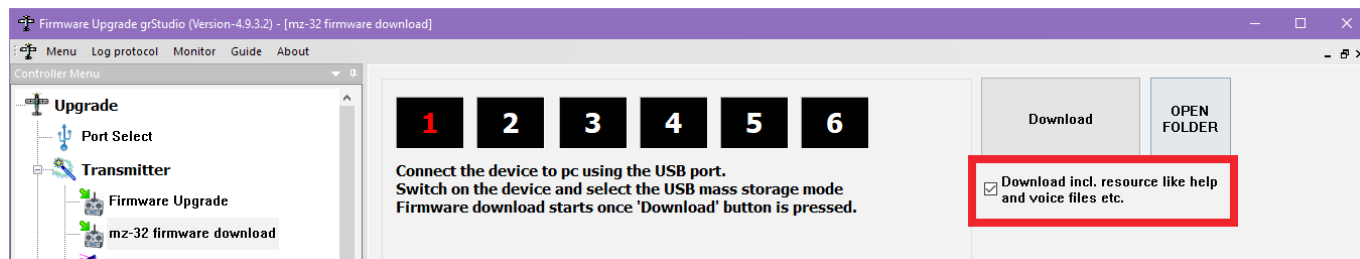 Firmware Upgrade grStudio (Version-4.9.3.2) - [mz-32 firmware download]
Menu Log protocol Monitor Guide About
Controller Menu
Upgrade
Port Select
Transmitter
Firmware Upgrade
mz-32 firmware download
1 2 3 4 5 6
Connect the device to pc using the USB port.
Switch on the device and select the USB mass storage mode
Firmware download starts once 'Download' button is pressed.
Download
OPEN
FOLDER
Download incl. resource like help
and voice files etc.